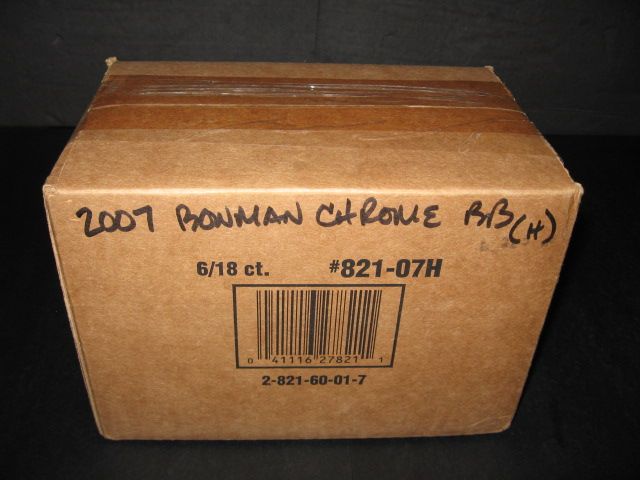 2007 BOWMAN CHROME BB (H)
6/18 ct. #821-07H
0 41116 27821 1
2-821-60-01-7